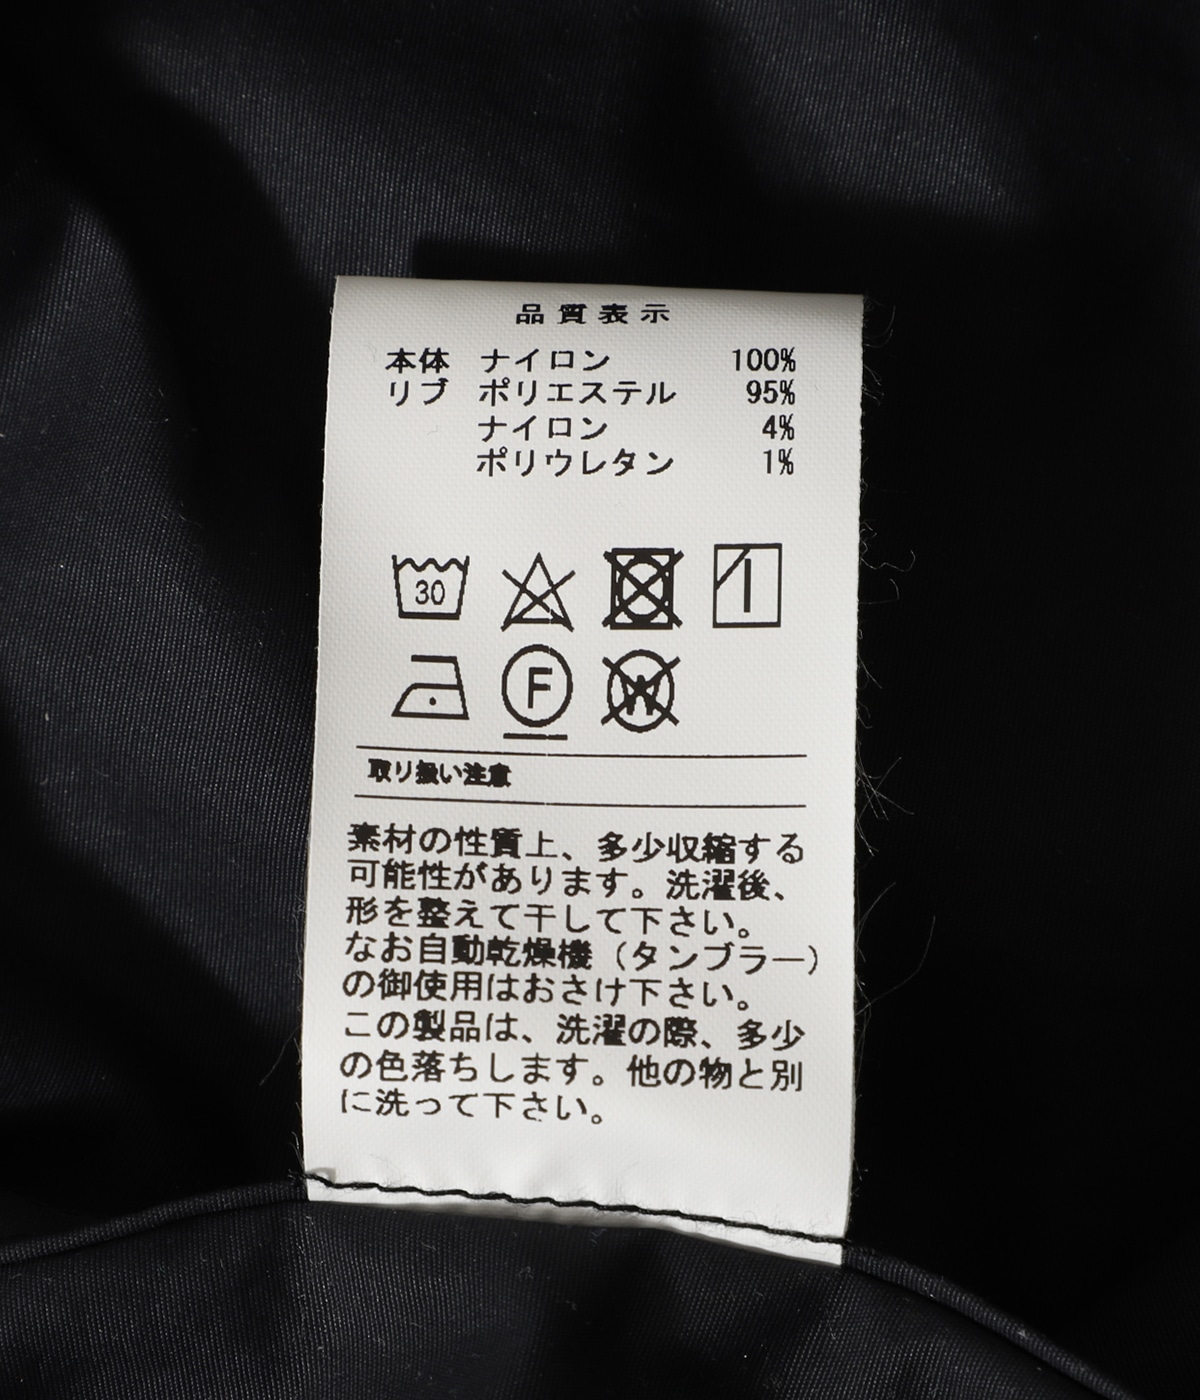 品質表示
本体 ナイロン 100%
リブ ポリエステル 95%
ナイロン 4%
ポリウレタン 1%
30
F
W
取り扱い注意
素材の性質上、多少収縮する
可能性があります。洗濯後、
形を整えて干して下さい。
なお自動乾燥機（タンブラー）
の御使用はおさけ下さい。
この製品は、洗濯の際、多少
の色落ちします。他の物と別
に洗って下さい。